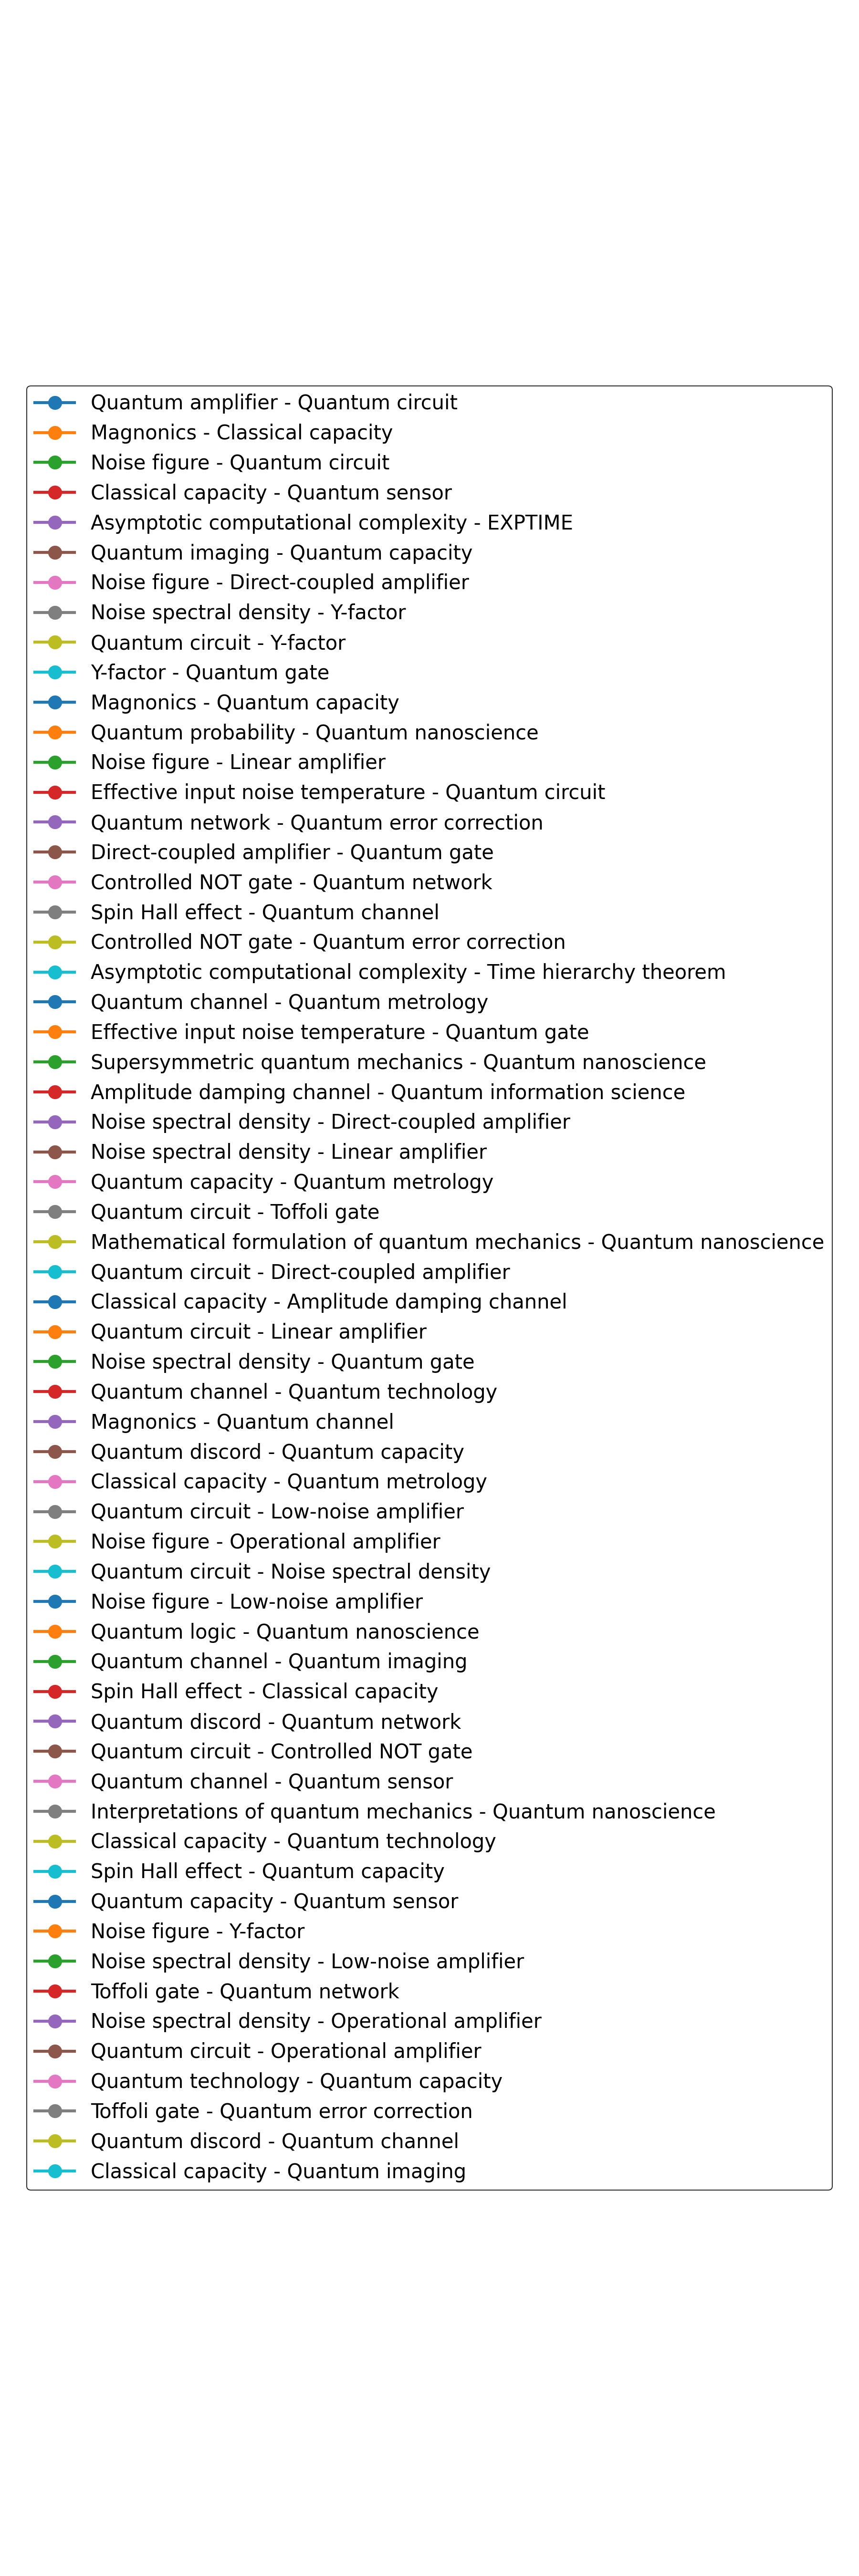 Quantum amplifier - Quantum circuit
Magnonics - Classical capacity
Noise figure - Quantum circuit
Classical capacity - Quantum sensor
Asymptotic computational complexity - EXPTIME
Quantum imaging - Quantum capacity
Noise figure - Direct-coupled amplifier
Noise spectral density - Y-factor
Quantum circuit - Y-factor
Y-factor - Quantum gate
Magnonics - Quantum capacity
Quantum probability - Quantum nanoscience
Noise figure - Linear amplifier
Effective input noise temperature - Quantum circuit
Quantum network - Quantum error correction
Direct-coupled amplifier - Quantum gate
Controlled NOT gate - Quantum network
Spin Hall effect - Quantum channel
Controlled NOT gate - Quantum error correction
Asymptotic computational complexity - Time hierarchy theorem
Quantum channel - Quantum metrology
Effective input noise temperature - Quantum gate
Supersymmetric quantum mechanics - Quantum nanoscience
Amplitude damping channel - Quantum information science
Noise spectral density - Direct-coupled amplifier
Noise spectral density - Linear amplifier
Quantum capacity - Quantum metrology
Quantum circuit - Toffoli gate
Mathematical formulation of quantum mechanics - Quantum nanoscience
Quantum circuit - Direct-coupled amplifier
Classical capacity - Amplitude damping channel
Quantum circuit - Linear amplifier
Noise spectral density - Quantum gate
Quantum channel - Quantum technology
Magnonics - Quantum channel
Quantum discord - Quantum capacity
Classical capacity - Quantum metrology
Quantum circuit - Low-noise amplifier
Noise figure - Operational amplifier
Quantum circuit - Noise spectral density
Noise figure - Low-noise amplifier
Quantum logic - Quantum nanoscience
Quantum channel - Quantum imaging
Spin Hall effect - Classical capacity
Quantum discord - Quantum network
Quantum circuit - Controlled NOT gate
Quantum channel - Quantum sensor
Interpretations of quantum mechanics - Quantum nanoscience
Classical capacity - Quantum technology
Spin Hall effect - Quantum capacity
Quantum capacity - Quantum sensor
Noise figure - Y-factor
Noise spectral density - Low-noise amplifier
Toffoli gate - Quantum network
Noise spectral density - Operational amplifier
Quantum circuit - Operational amplifier
Quantum technology - Quantum capacity
Toffoli gate - Quantum error correction
Quantum discord - Quantum channel
Classical capacity - Quantum imaging